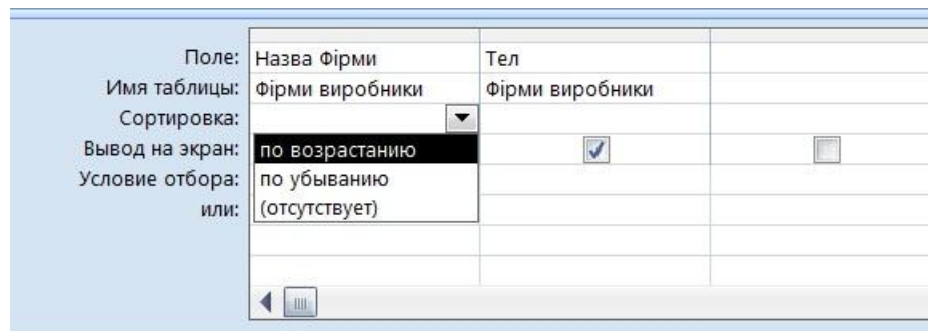 Поле: Назва Фірми Тел
Имя таблицы: Фірми виробники Фірми виробники
Сортировка:
Вывод на экран: по возрастанию
Условие отбора: по убыванию
или: (отсутствует)